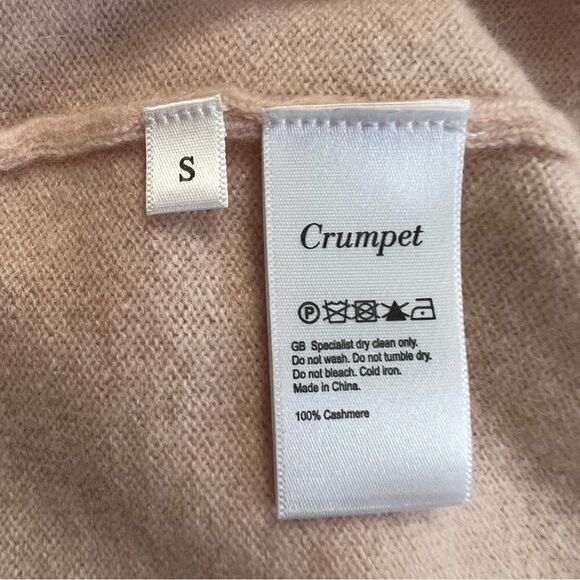 S
Crumpet
P
GB Specialist dry clean only.
Do not wash. Do not tumble dry.
Do not bleach. Cold iron.
Made in China.
100% Cashmere